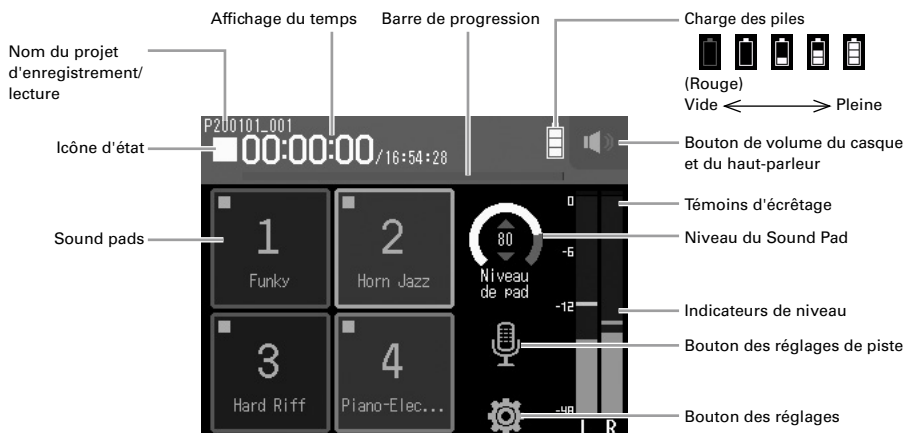 Affichage du temps
Barre de progression
Charge des piles
Nom du projet
d'enregistrement/
lecture
(Rouge)
Vide
Pleine
P200101_001
Icône d'état
00:00:00/16:54:28
Bouton de volume du casque
et du haut-parleur
0
Témoins d'écrêtage
Sound pads
1
Funky
2
Horn Jazz
80
Niveau
de pad
-6
Niveau du Sound Pad
-12
Indicateurs de niveau
3
Hard Riff
4
Piano-Elec...
Bouton des réglages de piste
-48
L R
Bouton des réglages